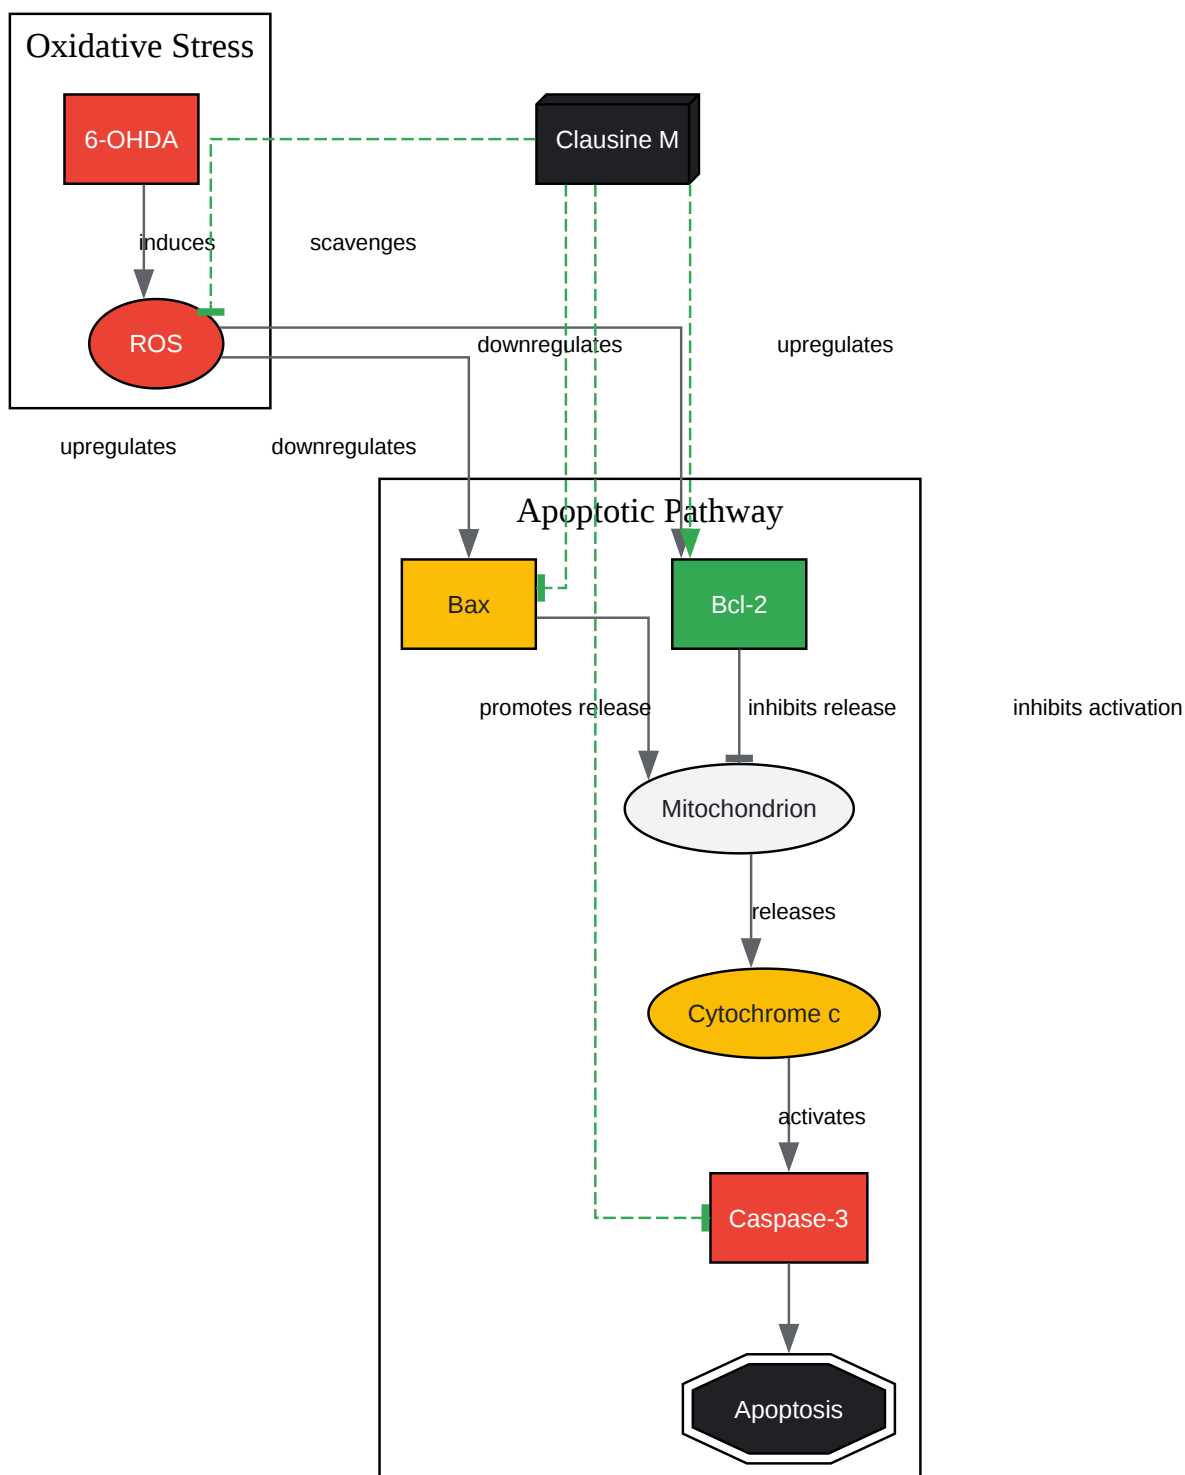 Oxidative Stress
6-OHDA
Clausine M
induces
scavenges
ROS
downregulates
upregulates
upregulates
downregulates
Apoptotic Pathway
Bax
Bcl-2
promotes release
inhibits release
inhibits activation
Mitochondrion
releases
Cytochrome c
activates
Caspase-3
Apoptosis